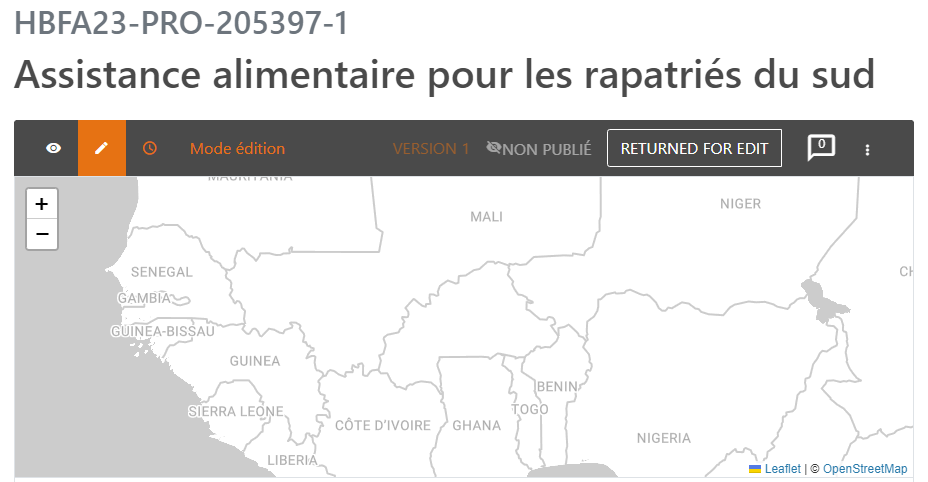 HBFA23-PRO-205397-1
Assistance alimentaire pour les rapatriés du sud
Mode édition
VERSION 1
NON PUBLIÉ
RETURNED FOR EDIT
0
+
−
MAURITANIA
MALI
NIGER
SENEGAL
CH
GAMBIA
GUINEA-BISSAU
GUINEA
BENIN
SIERRA LEONE
TOGO
CÔTE D'IVOIRE
GHANA
NIGERIA
LIBERIA
Leaflet | © OpenStreetMap